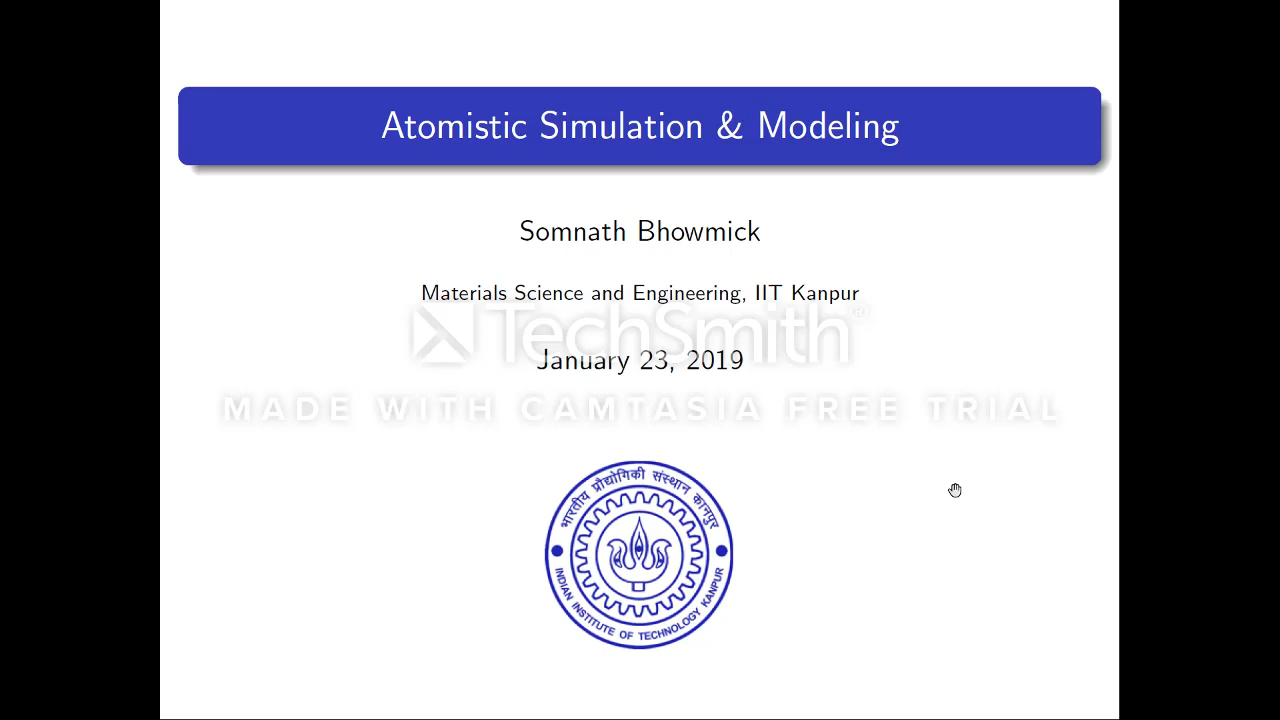 Atomistic Simulation & Modeling
Somnath Bhowmick
Materials Science and Engineering, IIT Kanpur
TechSmith
January 23, 2019
MADE WITH CAMTASIA FREE TRIAL
भारतीय प्रौद्योगिकी संस्थान कानपुर
INDIAN INSTITUTE OF TECHNOLOGY KANPUR